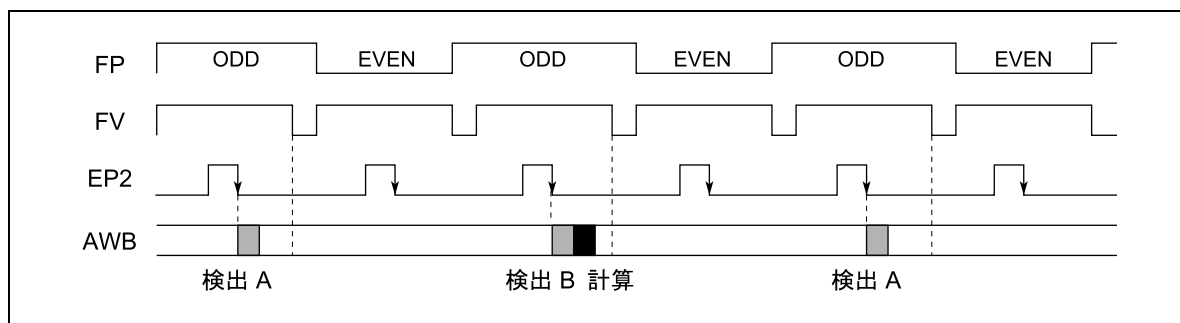 FP ODD EVEN ODD EVEN ODD EVEN
FV
EP2
AWB
検出 A 検出 B 計算 検出 A